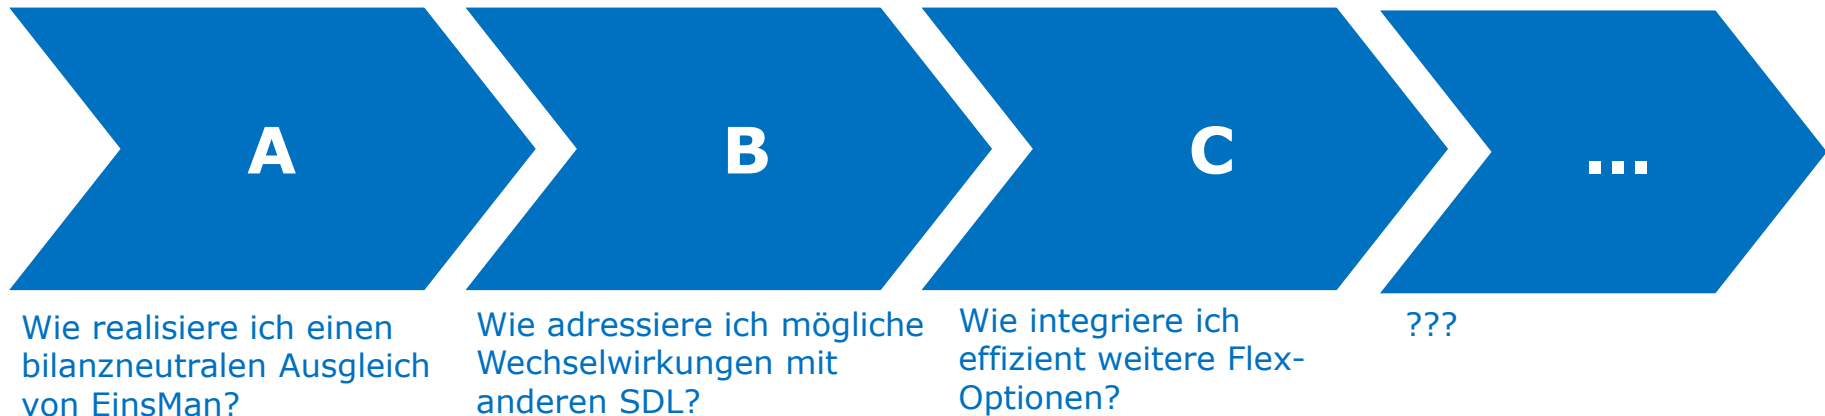 A
B
C
...
Wie realisiere ich einen
bilanzneutralen Ausgleich
von EinsMan?
Wie adressiere ich mögliche
Wechselwirkungen mit
anderen SDL?
Wie integriere ich
effizient weitere Flex-
Optionen?
???